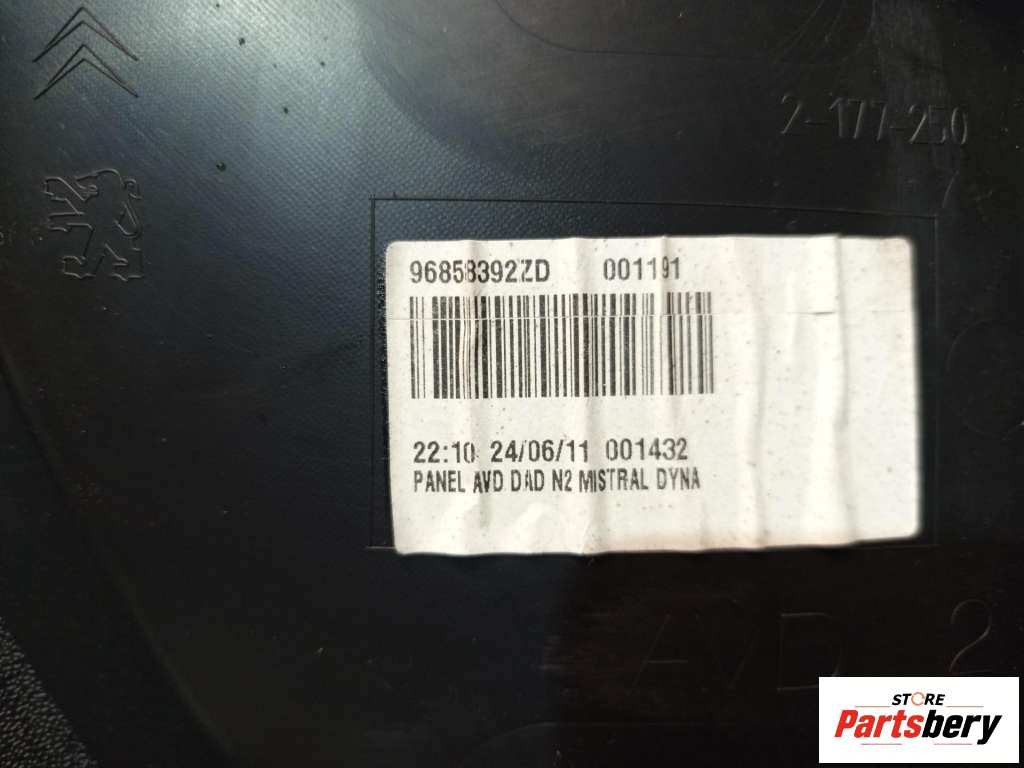 2-177-250
96858392ZD 001191
22:10 24/06/11 001432
PANEL AVD DAD N2 MISTRAL DYNA
AVD 2
STORE
Partsbery